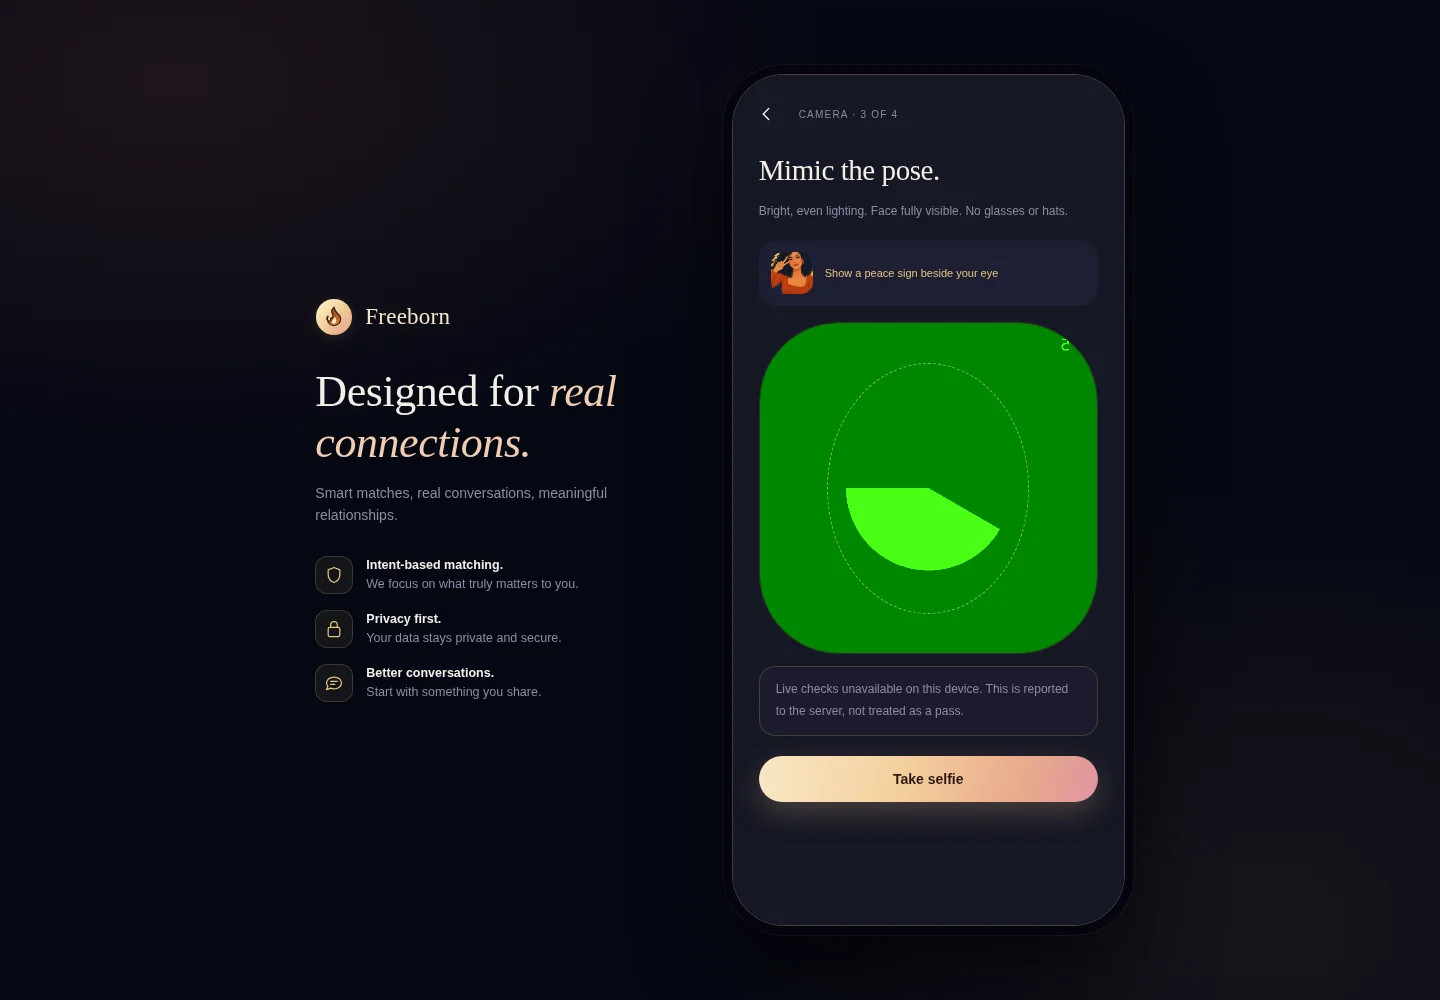 Freeborn
Designed for real
connections.
Smart matches, real conversations, meaningful
relationships.
Intent-based matching.
We focus on what truly matters to you.
Privacy first.
Your data stays private and secure.
Better conversations.
Start with something you share.
CAMERA · 3 OF 4
Mimic the pose.
Bright, even lighting. Face fully visible. No glasses or hats.
Show a peace sign beside your eye
Live checks unavailable on this device. This is reported
to the server, not treated as a pass.
Take selfie